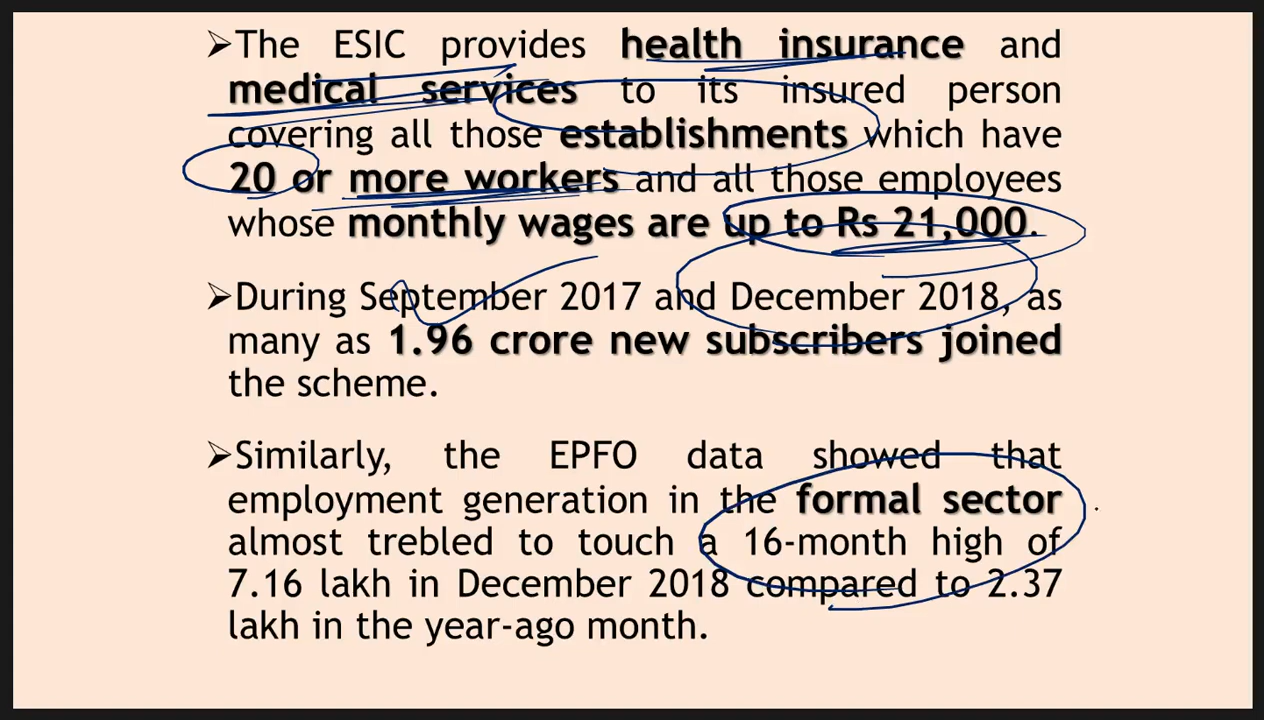 ➢The ESIC provides health insurance and
medical services to its insured person
covering all those establishments which have
20 or more workers and all those employees
whose monthly wages are up to Rs 21,000.
➢During September 2017 and December 2018, as
many as 1.96 crore new subscribers joined
the scheme.
➢Similarly, the EPFO data showed that
employment generation in the formal sector
almost trebled to touch a 16-month high of
7.16 lakh in December 2018 compared to 2.37
lakh in the year-ago month.